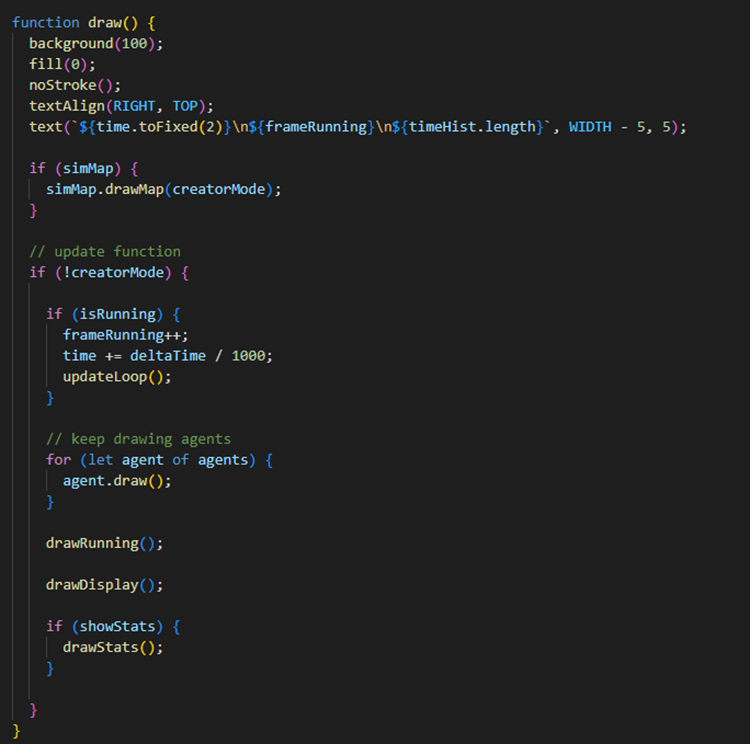 function draw() {
  background(100);
  fill(0);
  noStroke();
  textAlign(RIGHT, TOP);
  text(`${time.toFixed(2)}\n${frameRunning}\n${timeHist.length}`, WIDTH - 5, 5);

  if (simMap) {
    simMap.drawMap(creatorMode);
  }

  // update function
  if (!creatorMode) {

    if (isRunning) {
      frameRunning++;
      time += deltaTime / 1000;
      updateLoop();
    }

    // keep drawing agents
    for (let agent of agents) {
      agent.draw();
    }

    drawRunning();

    drawDisplay();

    if (showStats) {
      drawStats();
    }

  }
}